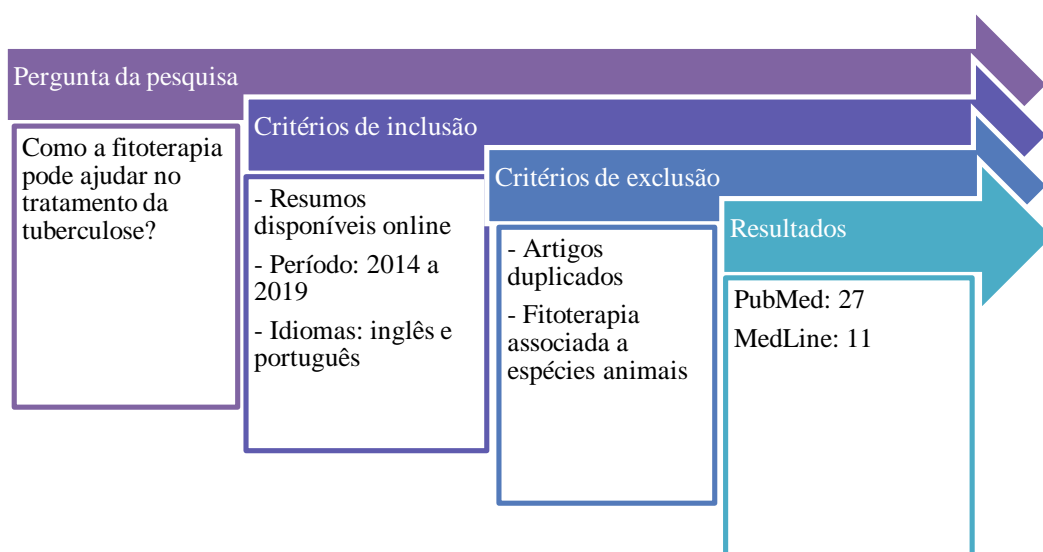 Pergunta da pesquisa
Como a fitoterapia
pode ajudar no
tratamento da
tuberculose?
Critérios de inclusão
- Resumos
disponíveis online
- Período: 2014 a
2019
- Idiomas: inglês e
português
Critérios de exclusão
- Artigos
duplicados
- Fitoterapia
associada a
espécies animais
Resultados
PubMed: 27
MedLine: 11